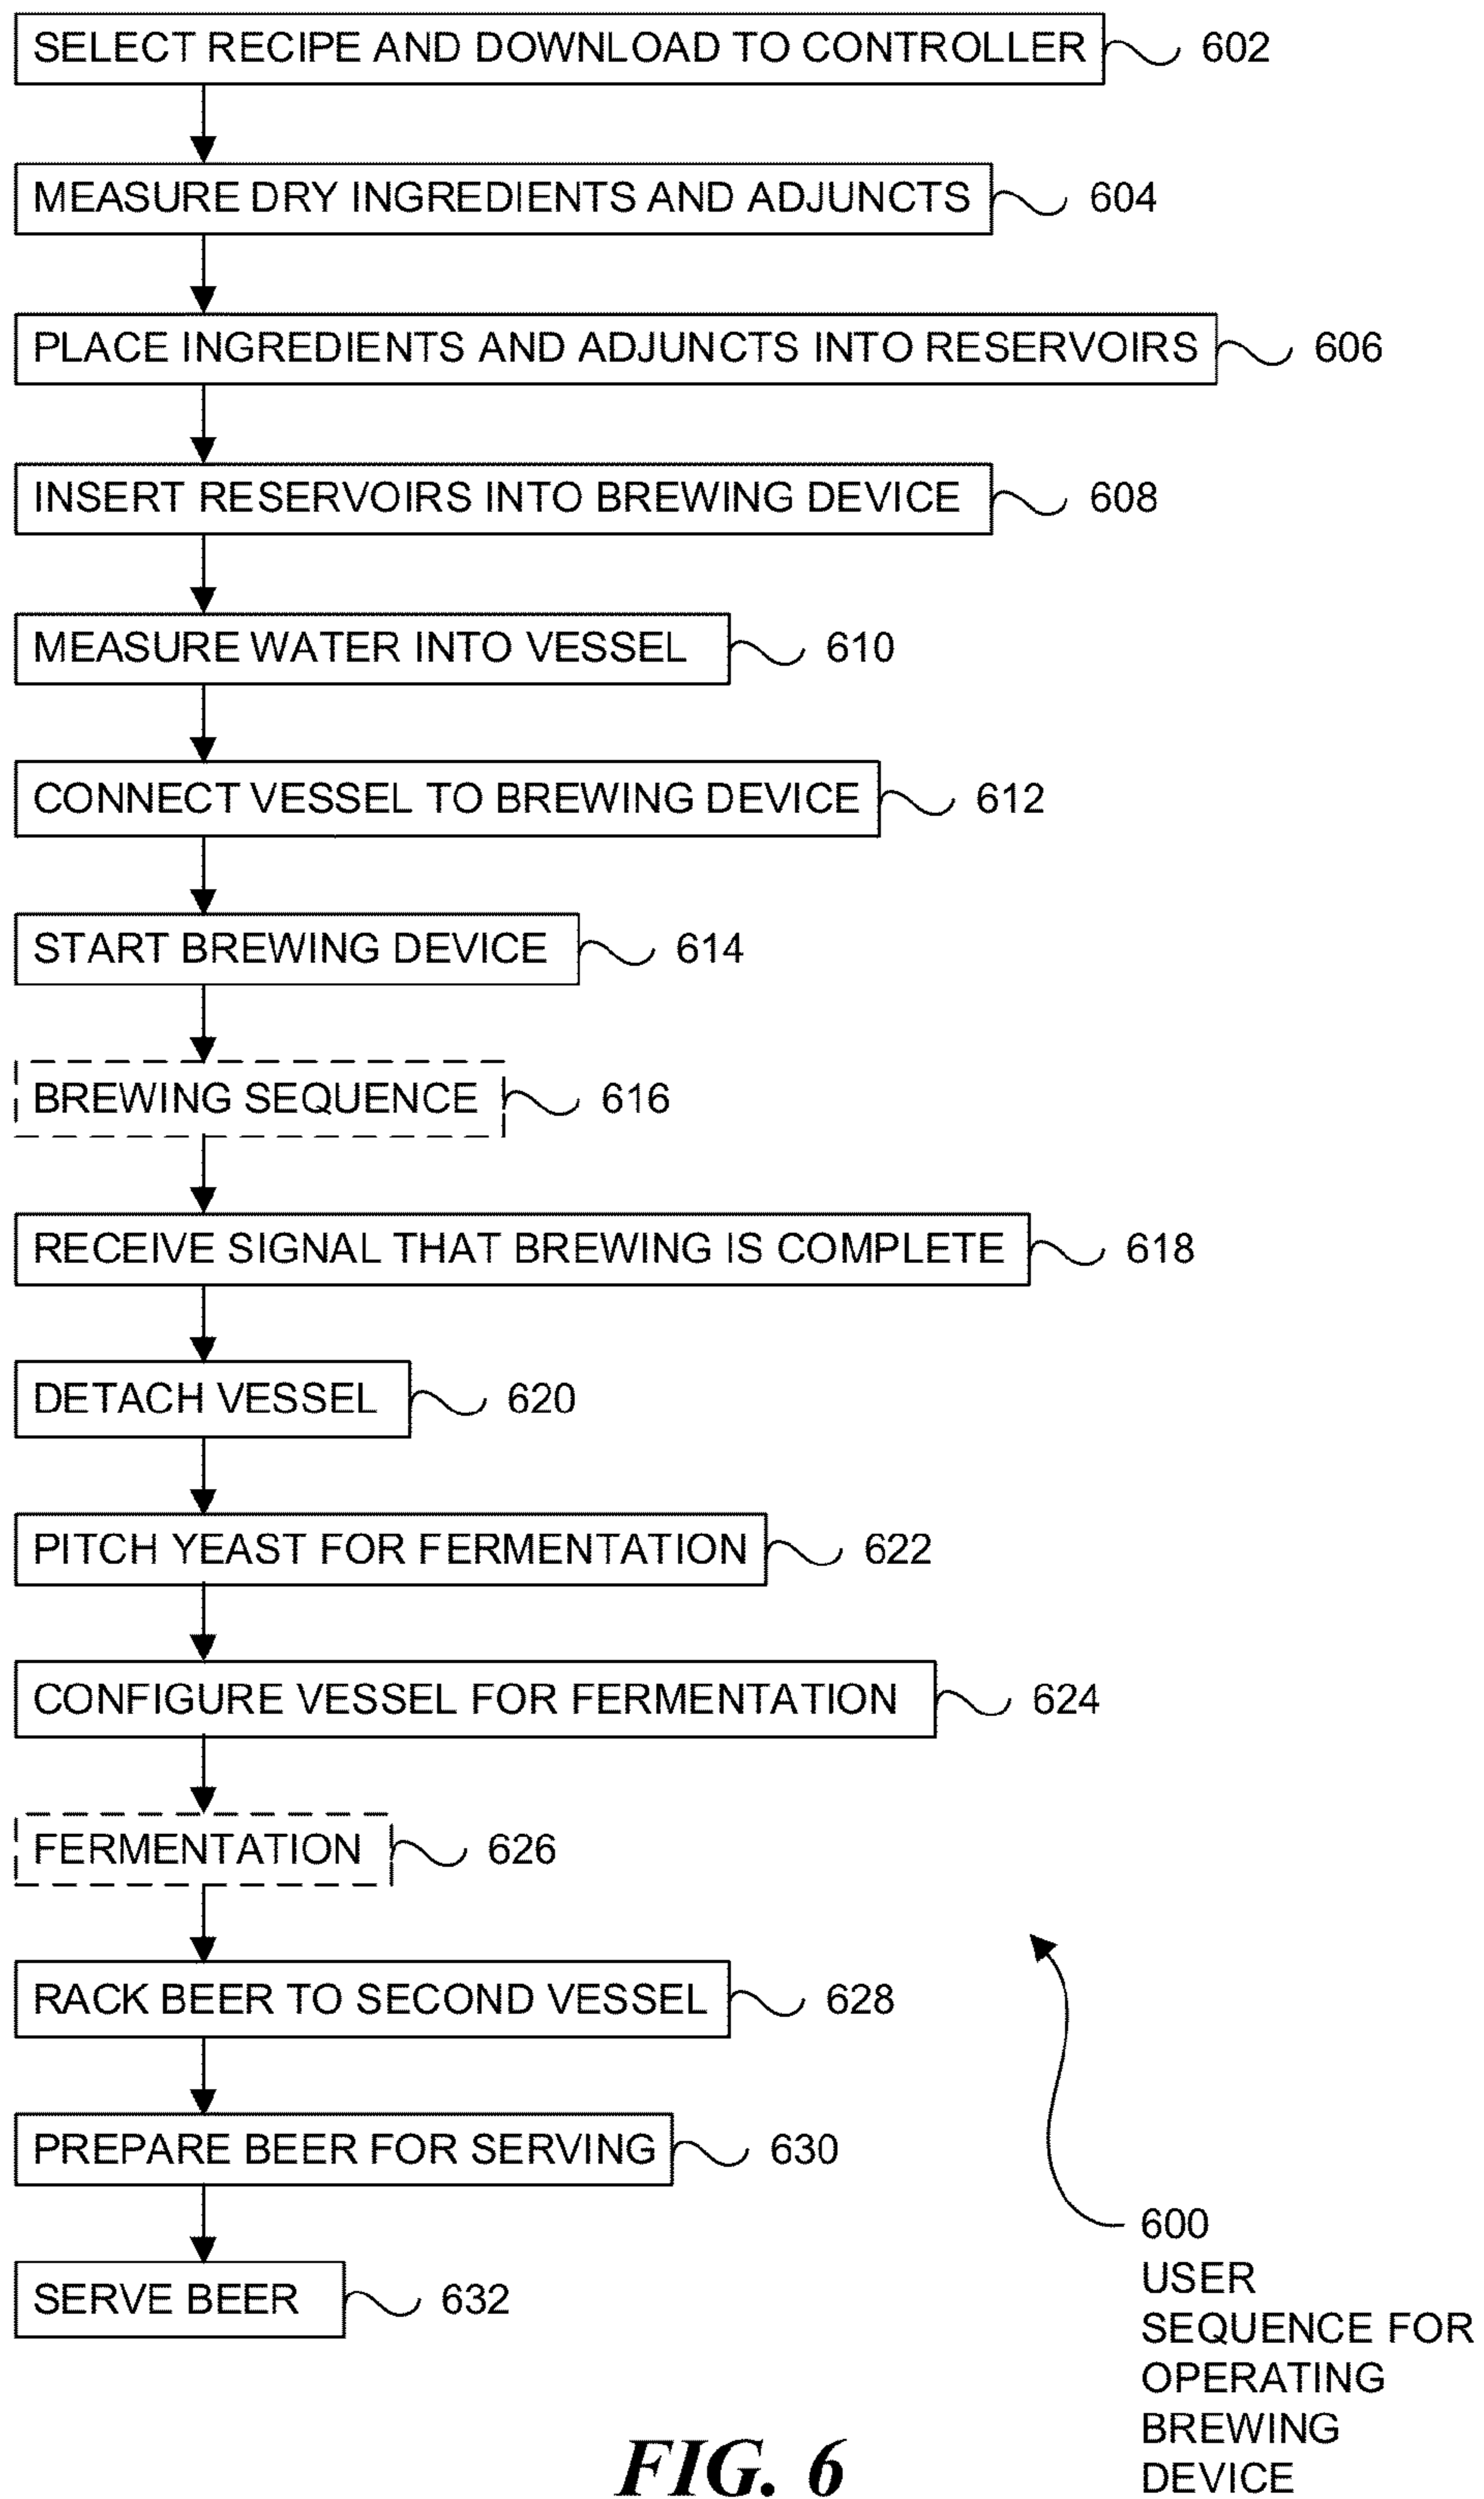 SELECT RECIPE AND DOWNLOAD TO CONTROLLER 602
MEASURE DRY INGREDIENTS AND ADJUNCTS 604
PLACE INGREDIENTS AND ADJUNCTS INTO RESERVOIRS 606
INSERT RESERVOIRS INTO BREWING DEVICE 608
MEASURE WATER INTO VESSEL 610
CONNECT VESSEL TO BREWING DEVICE 612
START BREWING DEVICE 614
BREWING SEQUENCE 616
RECEIVE SIGNAL THAT BREWING IS COMPLETE 618
DETACH VESSEL 620
PITCH YEAST FOR FERMENTATION 622
CONFIGURE VESSEL FOR FERMENTATION 624
FERMENTATION 626
RACK BEER TO SECOND VESSEL 628
PREPARE BEER FOR SERVING 630
SERVE BEER 632
600
USER
SEQUENCE FOR
OPERATING
BREWING
DEVICE
FIG. 6